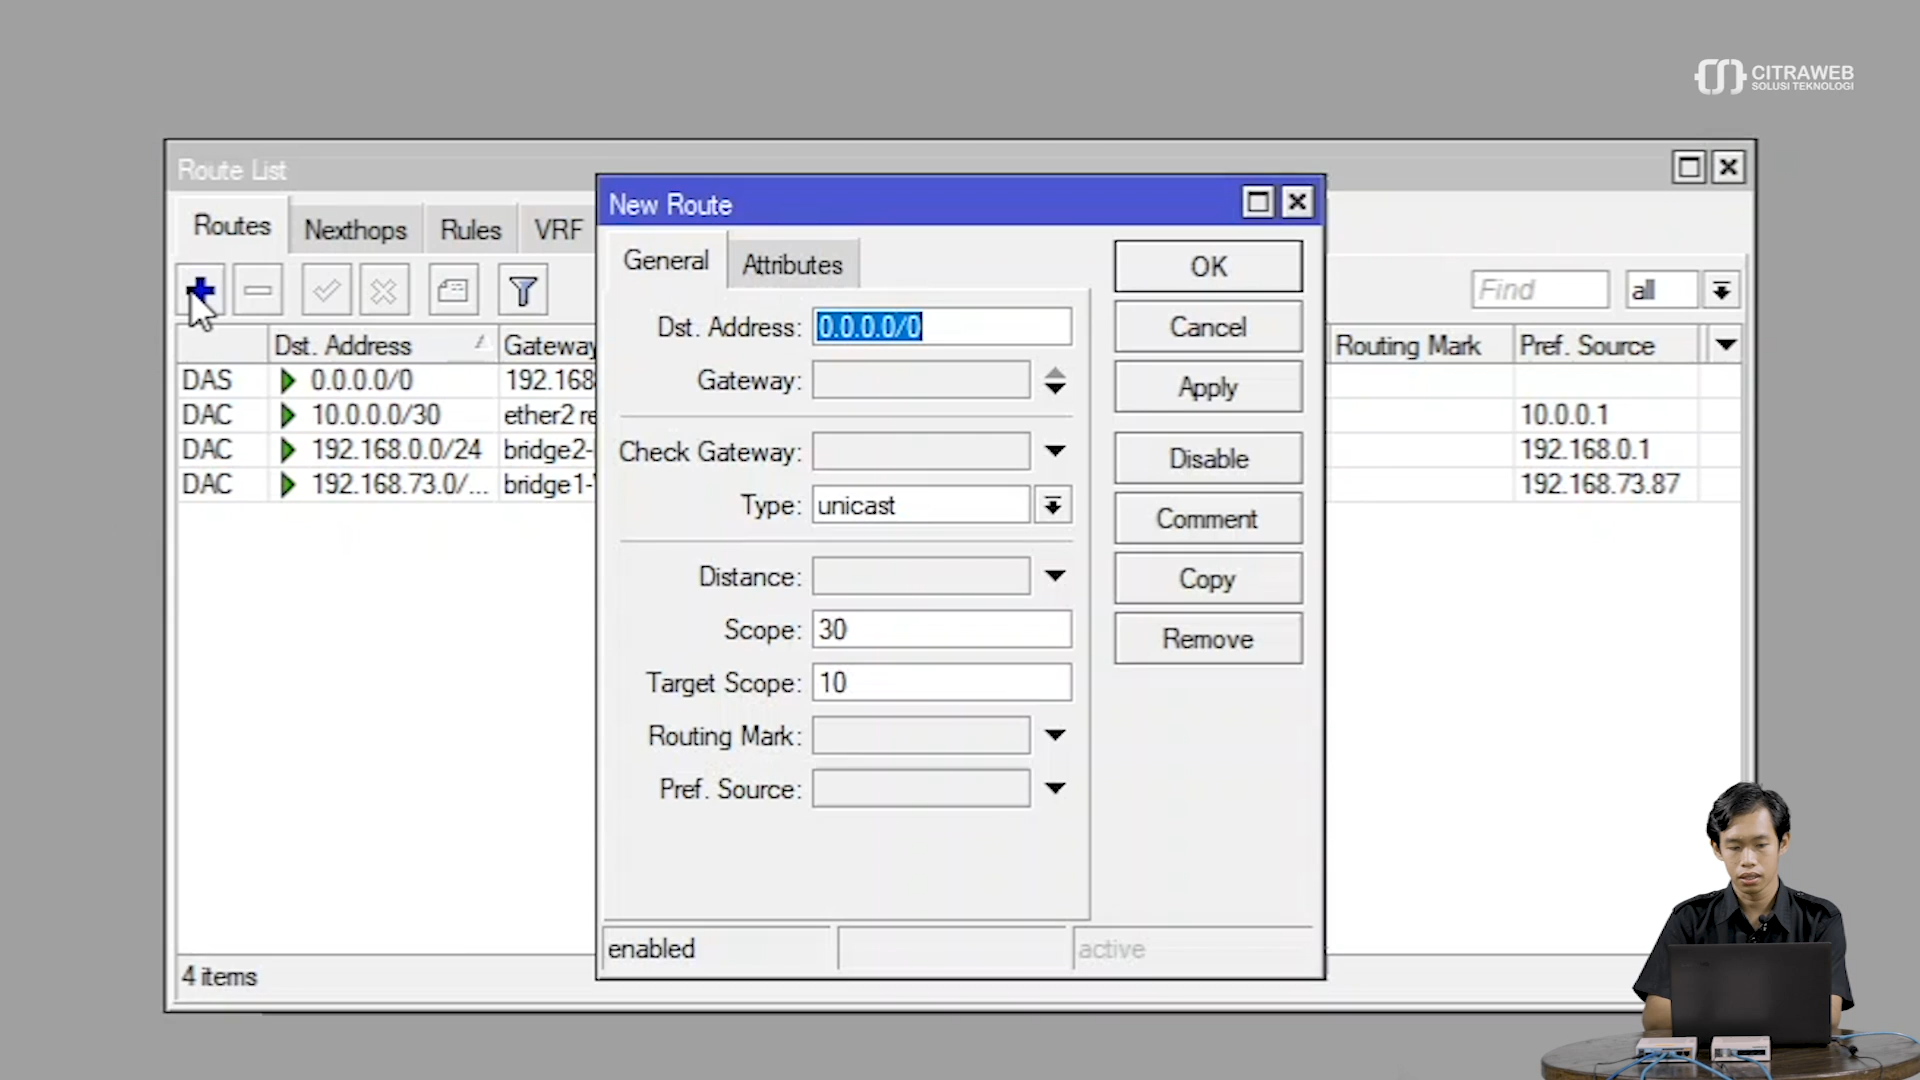 CITRAWEB
SOLUSI TEKNOLOGI
Route List
Routes Nexthops Rules VRF
Find all
Dst. Address Gateway Routing Mark Pref. Source
DAS 0.0.0.0/0 192.168
DAC 10.0.0.0/30 ether2 re 10.0.0.1
DAC 192.168.0.0/24 bridge2- 192.168.0.1
DAC 192.168.73.0/... bridge1- 192.168.73.87
4 items
New Route
General Attributes
Dst. Address: 0.0.0.0/0
Gateway:
Check Gateway:
Type: unicast
Distance:
Scope: 30
Target Scope: 10
Routing Mark:
Pref. Source:
OK
Cancel
Apply
Disable
Comment
Copy
Remove
enabled active